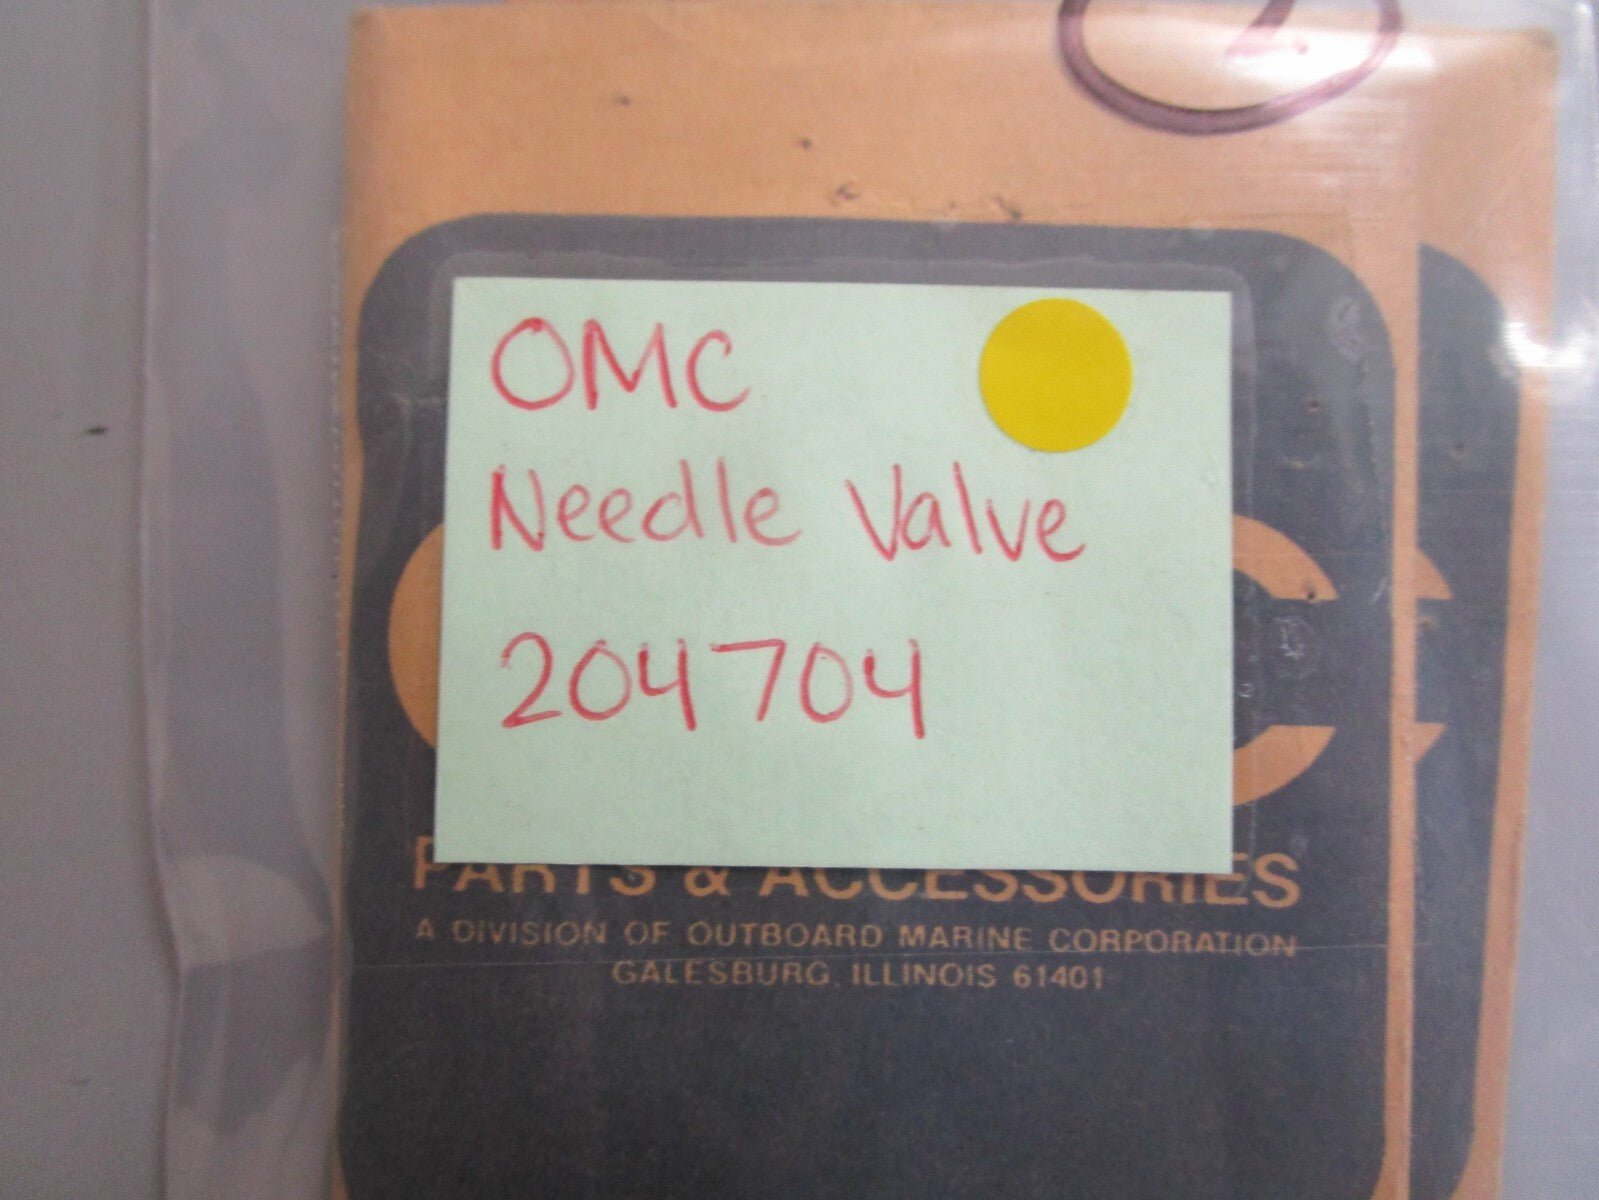 OMC
Needle Valve
204704
PARTS & ACCESSORIES
A DIVISION OF OUTBOARD MARINE CORPORATION
GALESBURG, ILLINOIS 61401